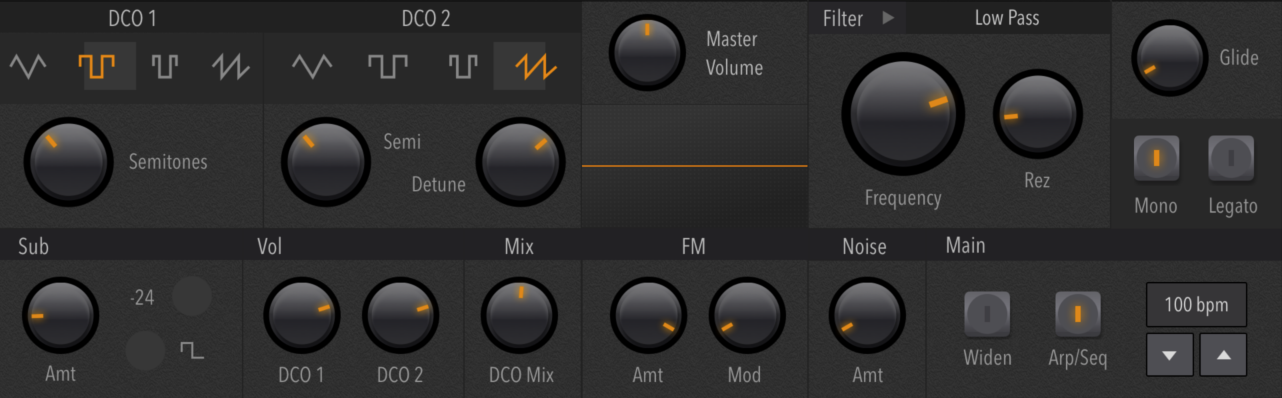 DCO 1
DCO 2
Master
Volume
Filter
Low Pass
Glide
Semitones
Semi
Detune
Frequency
Rez
Mono
Legato
Sub
Vol
Mix
FM
Noise
Main
-24
100 bpm
Amt
DCO 1
DCO 2
DCO Mix
Amt
Mod
Amt
Widen
Arp/Seq